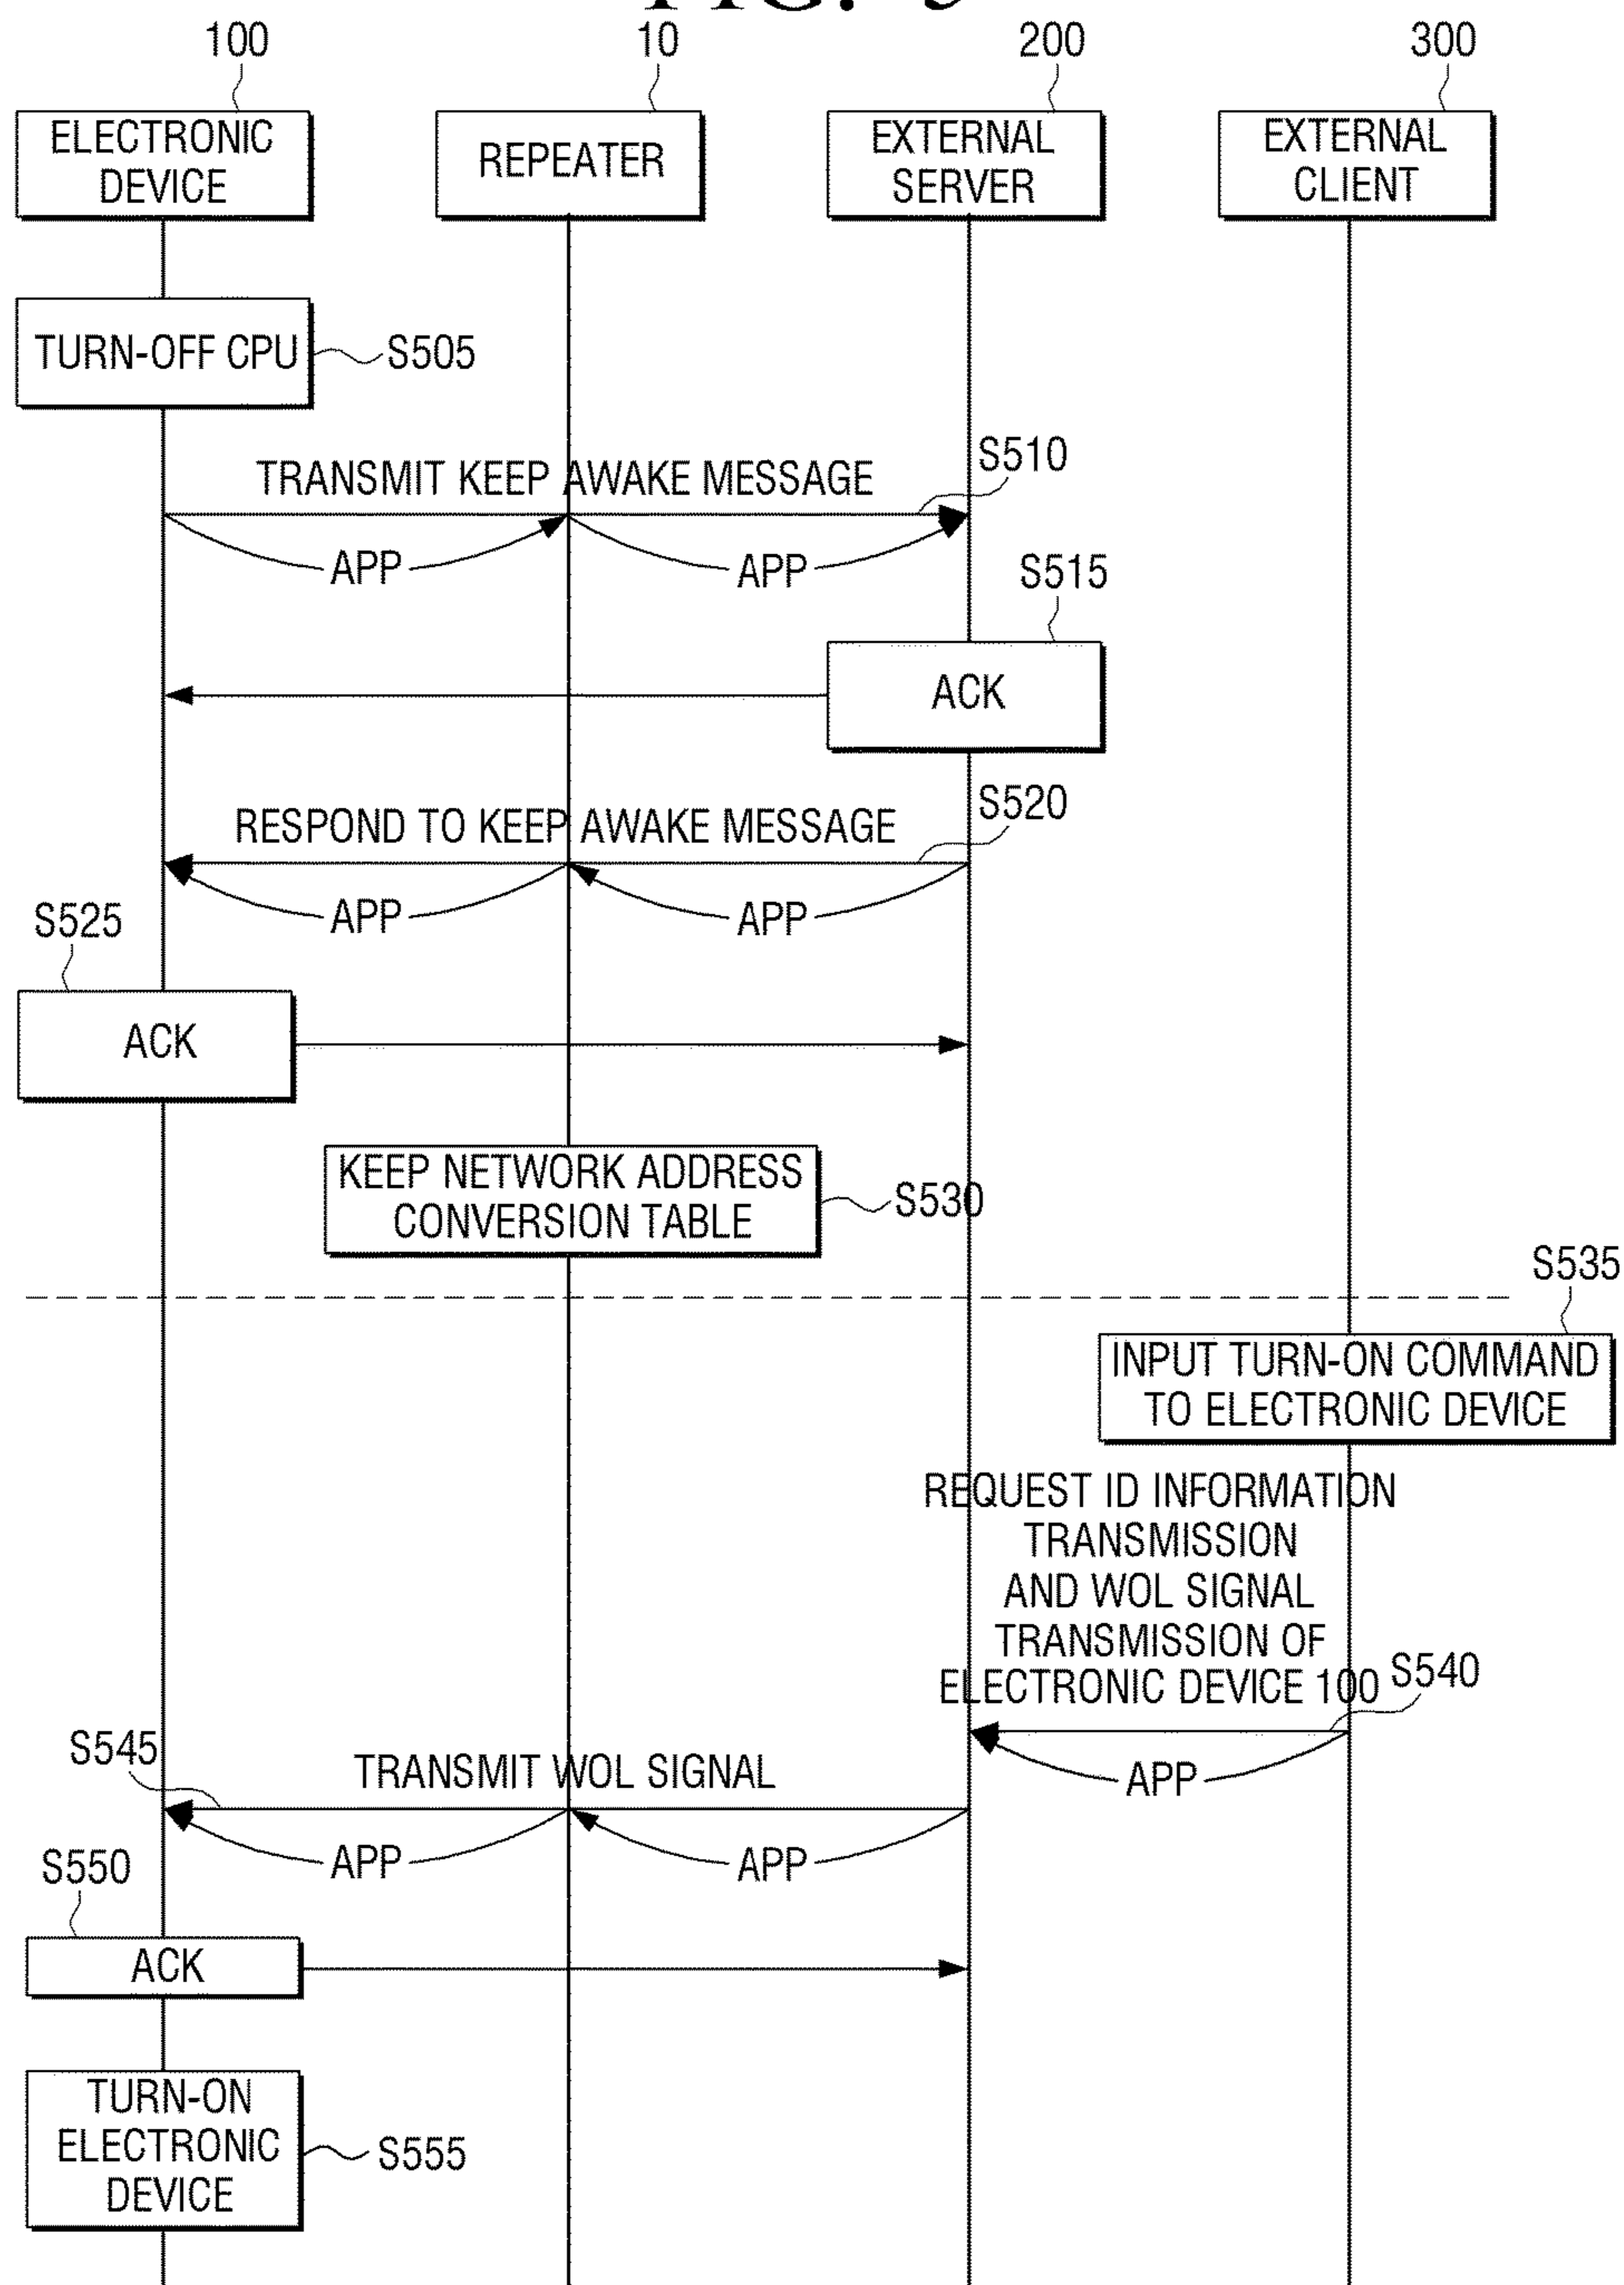 FIG. 5
100
10
200
300
ELECTRONIC
DEVICE
REPEATER
EXTERNAL
SERVER
EXTERNAL
CLIENT
TURN-OFF CPU
S505
TRANSMIT KEEP AWAKE MESSAGE
S510
APP
APP
S515
ACK
RESPOND TO KEEP AWAKE MESSAGE
S520
APP
APP
S525
ACK
KEEP NETWORK ADDRESS
CONVERSION TABLE
S530
S535
INPUT TURN-ON COMMAND
TO ELECTRONIC DEVICE
REQUEST ID INFORMATION
TRANSMISSION
AND WOL SIGNAL
TRANSMISSION OF
ELECTRONIC DEVICE 100
S540
APP
S545
TRANSMIT WOL SIGNAL
APP
APP
S550
ACK
TURN-ON
ELECTRONIC
DEVICE
S555